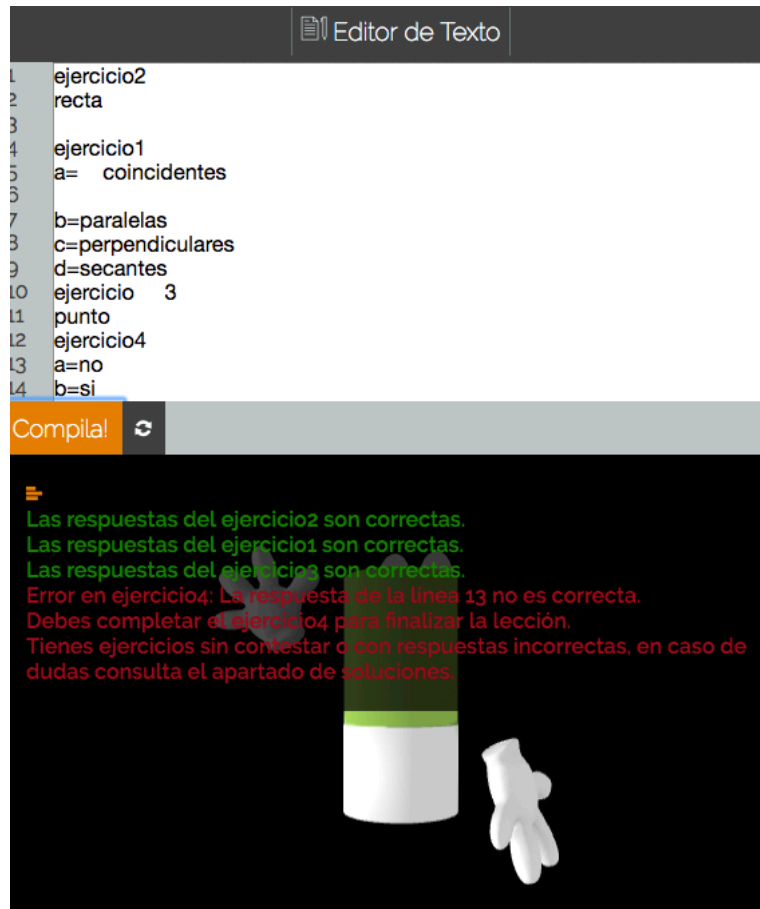 Editor de Texto
1 ejercicio2
2 recta
3
4 ejercicio1
5 a= coincidentes
6
7 b=paralelas
8 c=perpendiculares
9 d=secantes
10 ejercicio 3
11 punto
12 ejercicio4
13 a=no
14 b=si
Compila!
Las respuestas del ejercicio2 son correctas.
Las respuestas del ejercicio1 son correctas.
Las respuestas del ejercicio3 son correctas.
Error en ejercicio4: La respuesta de la linea 13 no es correcta.
Debes completar el ejercicio4 para finalizar la lección.
Tienes ejercicios sin contestar o con respuestas incorrectas, en caso de
dudas consulta el apartado de soluciones.